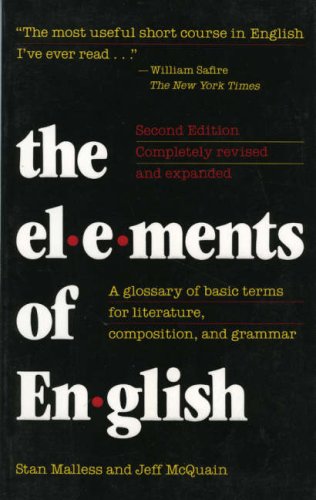 “The most useful short course in English
I’ve ever read . . .”
— William Safire
The New York Times
Second Edition
Completely revised
and expanded
the
el•e•ments
of
A glossary of basic terms
for literature,
composition, and grammar
En•glish
Stan Malless and Jeff McQuain